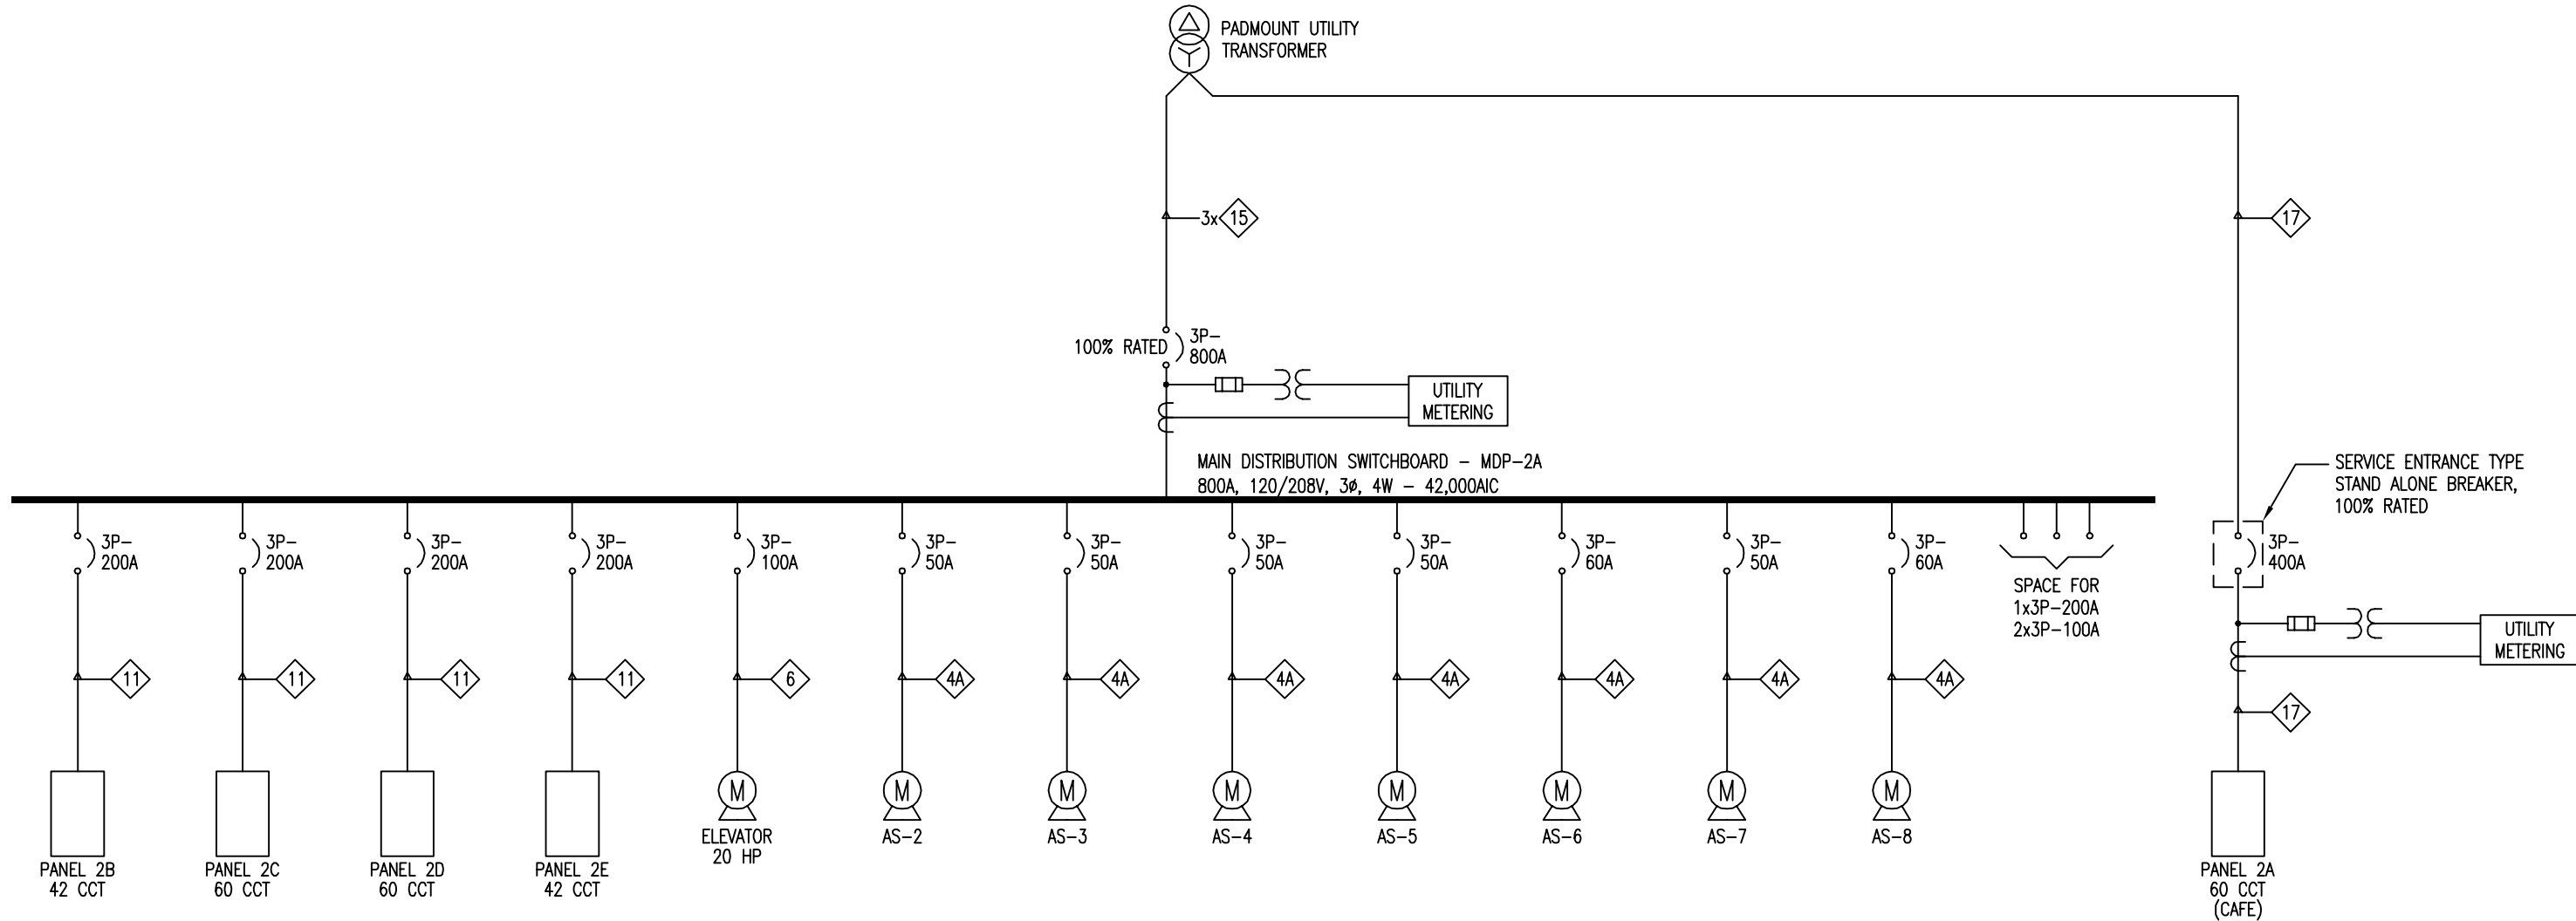 PADMOUNT UTILITY
TRANSFORMER
3x 15
17
100% RATED
3P-
800A
UTILITY
METERING
MAIN DISTRIBUTION SWITCHBOARD - MDP-2A
800A, 120/208V, 3ø, 4W - 42,000AIC
SERVICE ENTRANCE TYPE
STAND ALONE BREAKER,
100% RATED
3P-
200A
3P-
200A
3P-
200A
3P-
200A
3P-
100A
3P-
50A
3P-
50A
3P-
50A
3P-
50A
3P-
60A
3P-
50A
3P-
60A
SPACE FOR
1x3P-200A
2x3P-100A
3P-
400A
UTILITY
METERING
11
11
11
11
6
4A
4A
4A
4A
4A
4A
4A
17
M
M
M
M
M
M
M
M
PANEL 2B
42 CCT
PANEL 2C
60 CCT
PANEL 2D
60 CCT
PANEL 2E
42 CCT
ELEVATOR
20 HP
AS-2
AS-3
AS-4
AS-5
AS-6
AS-7
AS-8
PANEL 2A
60 CCT
(CAFE)